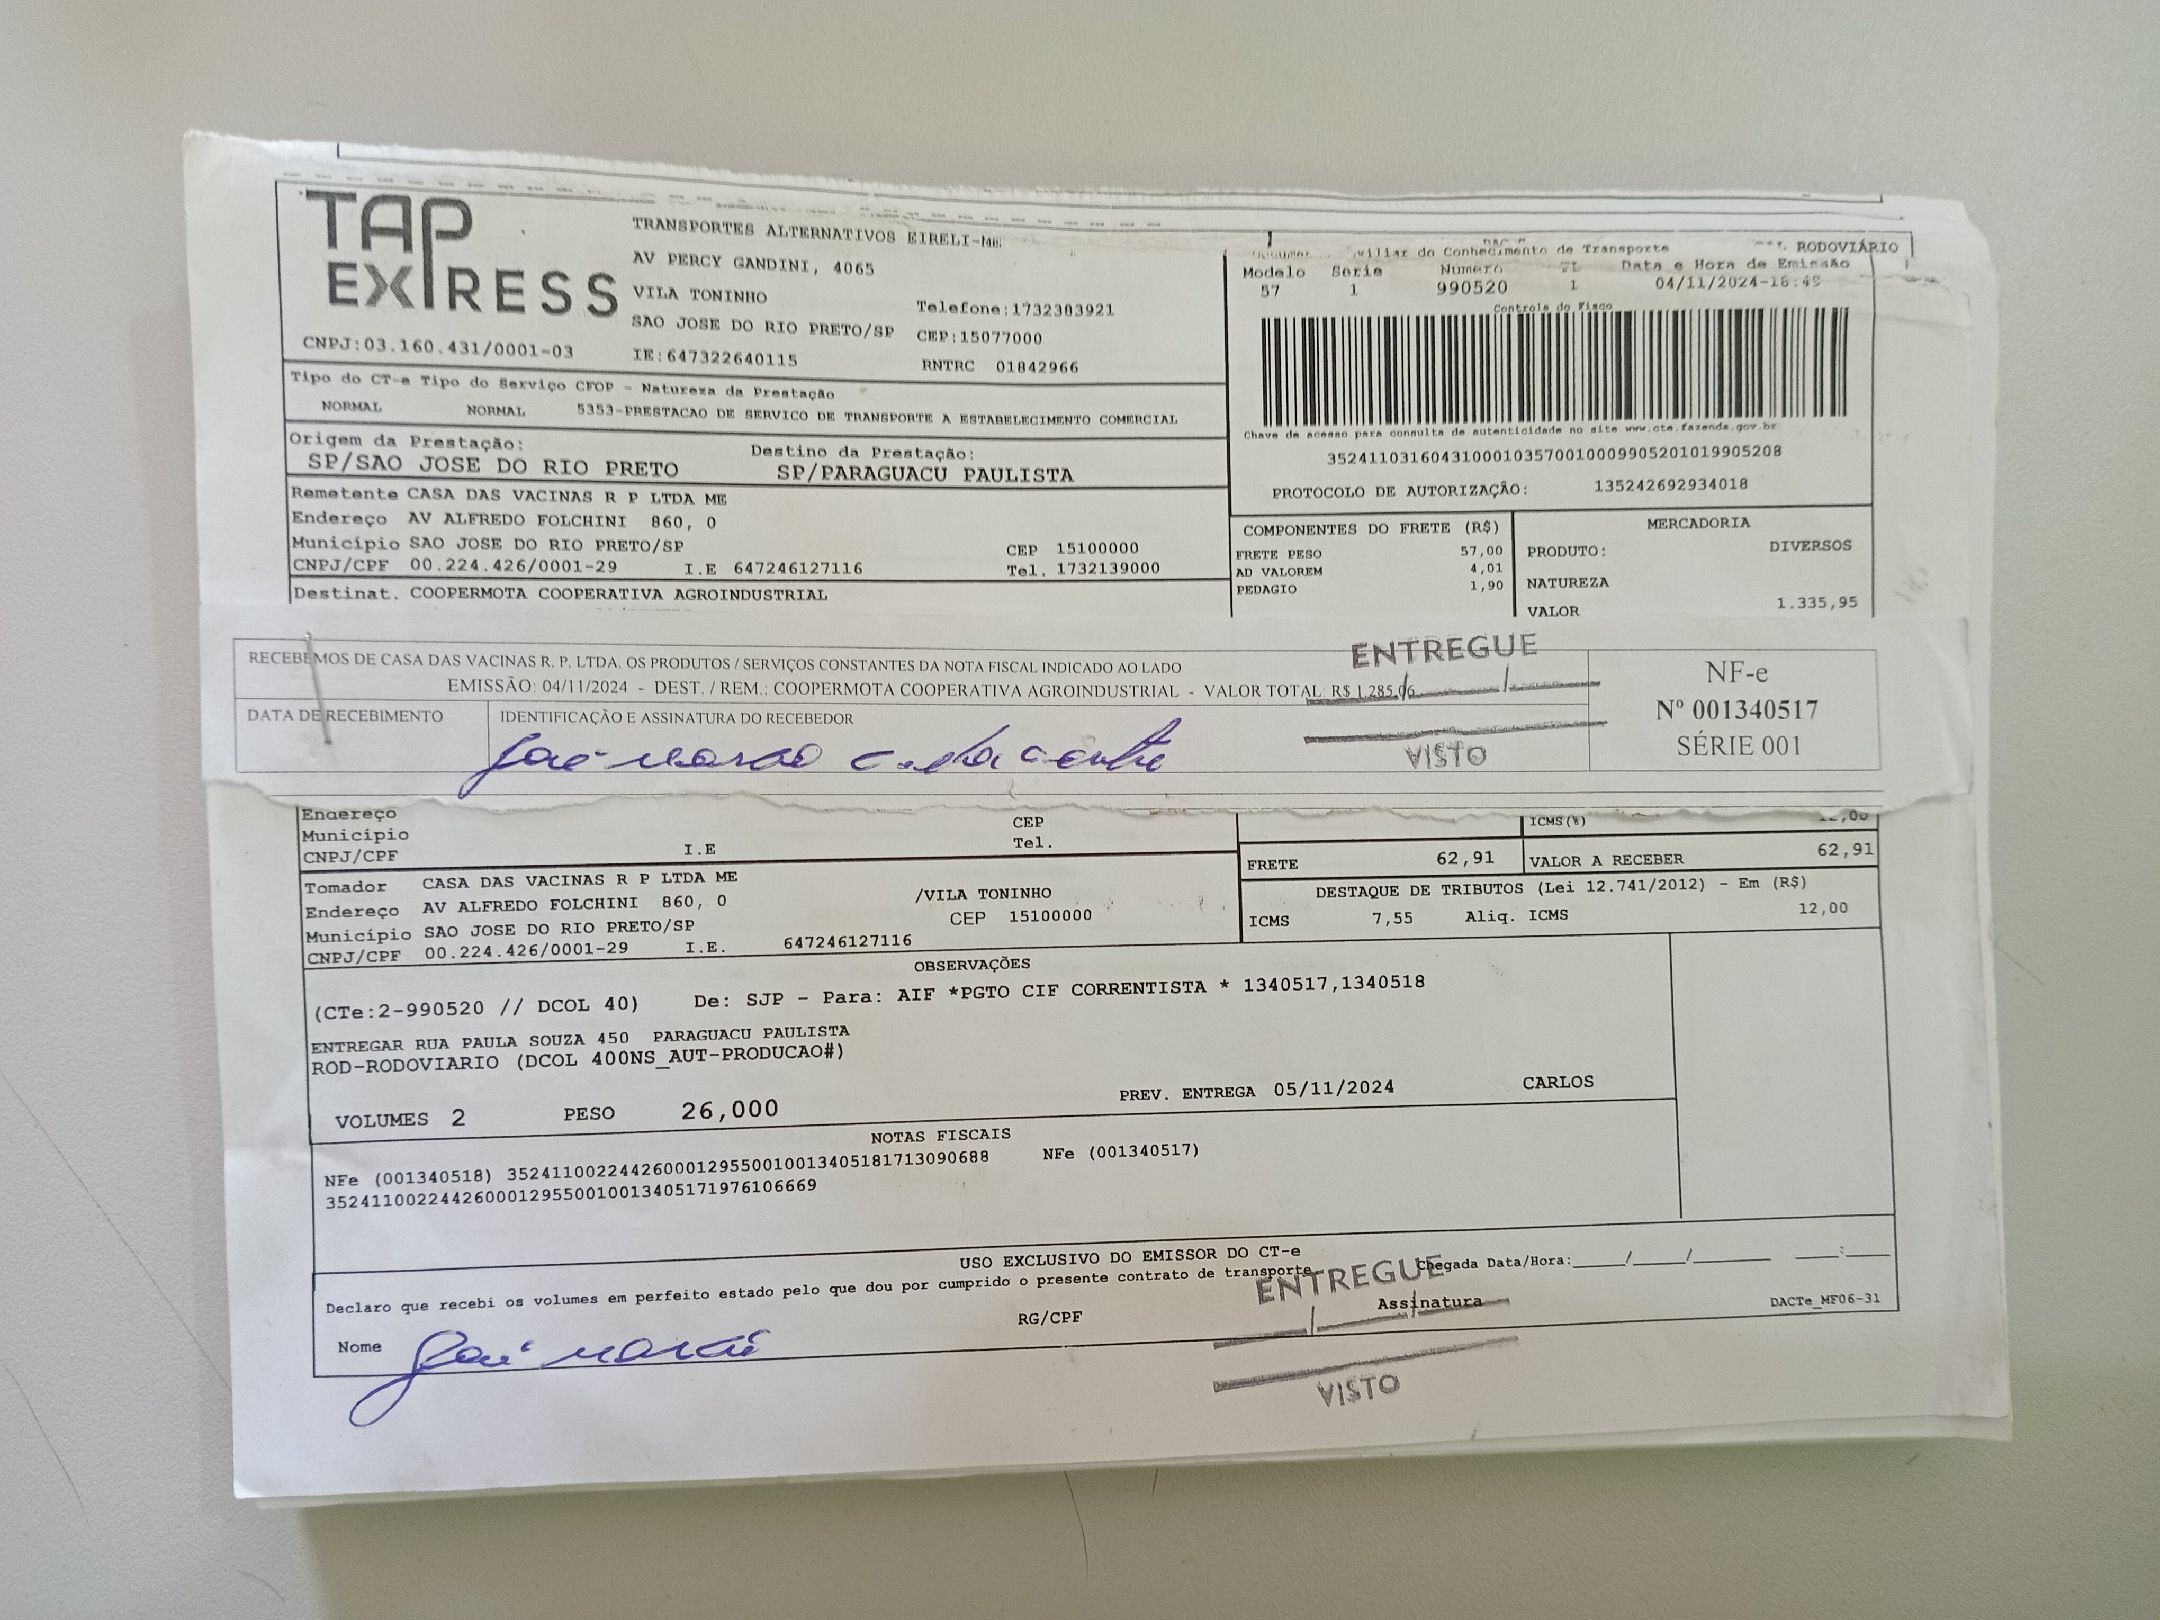 TAP EXPRESS
TRANSPORTES ALTERNATIVOS EIRELI-ME
AV PERCY GANDINI, 4065
VILA TONINHO
Telefone:1732303921
SAO JOSE DO RIO PRETO/SP CEP:15077000
CNPJ:03.160.431/0001-03 IE:647322640115 RNTRC 01842966
do Conhecimento de Transporte RODOVIÁRIO
Modelo Série Número FL Data e Hora de Emissão
57 1 990520 1 04/11/2024-16:49
Controle do Fisco
Chave de acesso para consulta de autenticidade no site www.cte.fazenda.gov.br
35241103160431000103570010009905201019905208
PROTOCOLO DE AUTORIZAÇÃO: 135242692934018
Tipo do CT-e Tipo do Serviço CFOP - Natureza da Prestação
NORMAL NORMAL 5353-PRESTACAO DE SERVICO DE TRANSPORTE A ESTABELECIMENTO COMERCIAL
Origem da Prestação: Destino da Prestação:
SP/SAO JOSE DO RIO PRETO SP/PARAGUACU PAULISTA
Remetente CASA DAS VACINAS R P LTDA ME
Endereço AV ALFREDO FOLCHINI 860, 0
Município SAO JOSE DO RIO PRETO/SP CEP 15100000
CNPJ/CPF 00.224.426/0001-29 I.E 647246127116 Tel. 1732139000
Destinat. COOPERMOTA COOPERATIVA AGROINDUSTRIAL
COMPONENTES DO FRETE (R$)
FRETE PESO 57,00
AD VALOREM 4,01
PEDAGIO 1,90
MERCADORIA
PRODUTO: DIVERSOS
NATUREZA
VALOR 1.335,95
RECEBEMOS DE CASA DAS VACINAS R. P. LTDA. OS PRODUTOS / SERVIÇOS CONSTANTES DA NOTA FISCAL INDICADO AO LADO
EMISSÃO: 04/11/2024 - DEST. / REM.: COOPERMOTA COOPERATIVA AGROINDUSTRIAL - VALOR TOTAL: R$ 1.285,06
DATA DE RECEBIMENTO IDENTIFICAÇÃO E ASSINATURA DO RECEBEDOR
ENTREGUE
VISTO
NF-e
Nº 001340517
SÉRIE 001
Endereço CEP
Município Tel.
CNPJ/CPF I.E
ICMS(%) 12,00
FRETE 62,91 VALOR A RECEBER 62,91
Tomador CASA DAS VACINAS R P LTDA ME
Endereço AV ALFREDO FOLCHINI 860, 0 /VILA TONINHO
Município SAO JOSE DO RIO PRETO/SP CEP 15100000
CNPJ/CPF 00.224.426/0001-29 I.E. 647246127116
DESTAQUE DE TRIBUTOS (Lei 12.741/2012) - Em (R$)
ICMS 7,55 Aliq. ICMS 12,00
OBSERVAÇÕES
(CTe:2-990520 // DCOL 40) De: SJP - Para: AIF *PGTO CIF CORRENTISTA * 1340517,1340518
ENTREGAR RUA PAULA SOUZA 450 PARAGUACU PAULISTA
ROD-RODOVIARIO (DCOL 400NS_AUT-PRODUCAO#)
VOLUMES 2 PESO 26,000 PREV. ENTREGA 05/11/2024 CARLOS
NOTAS FISCAIS
NFe (001340518) 35241100224426000129550010013405181713090688 NFe (001340517)
35241100224426000129550010013405171976106669
USO EXCLUSIVO DO EMISSOR DO CT-e
Declaro que recebi os volumes em perfeito estado pelo que dou por cumprido o presente contrato de transporte Chegada Data/Hora:____/____/______ ___:___
Nome RG/CPF Assinatura DACTe_MF06-31
ENTREGUE
VISTO